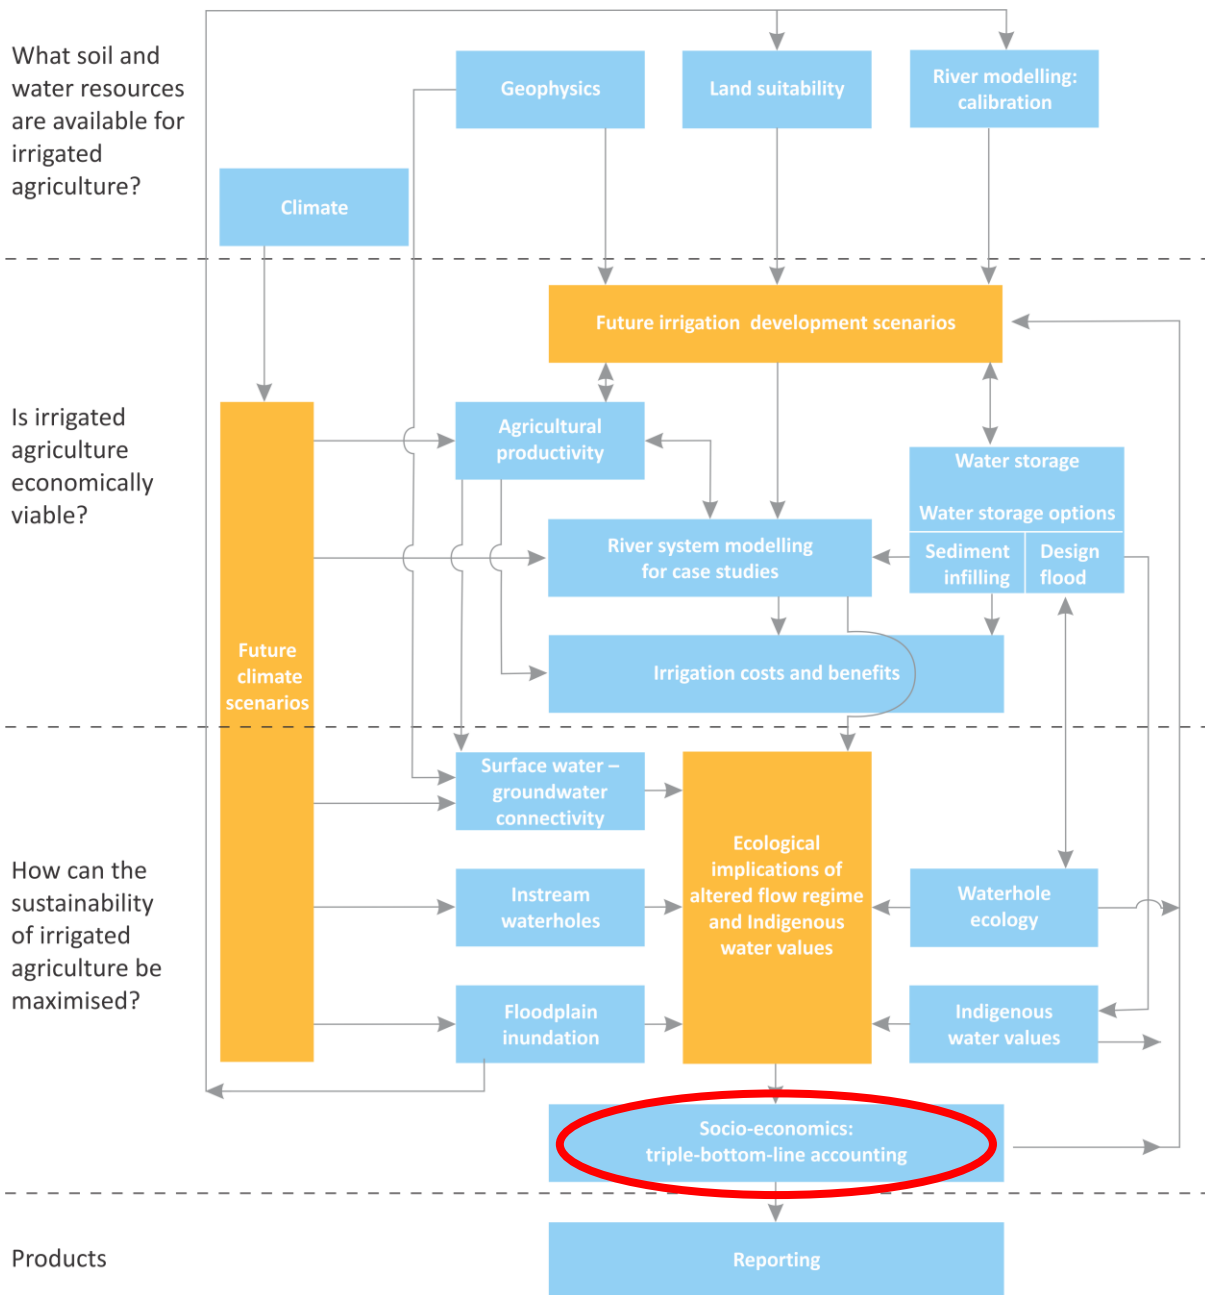 What soil and
water resources
are available for
irrigated
agriculture?
Geophysics
Land suitability
River modelling:
calibration
Climate
Is irrigated
agriculture
economically
viable?
Future irrigation development scenarios
Agricultural
productivity
Water storage
Water storage options
Sediment
infilling
Design
flood
River system modelling
for case studies
Future
climate
scenarios
Irrigation costs and benefits
How can the
sustainability
of irrigated
agriculture be
maximised?
Surface water –
groundwater
connectivity
Ecological
implications of
altered flow regime
and Indigenous
water values
Instream
waterholes
Waterhole
ecology
Floodplain
inundation
Indigenous
water values
Socio-economics:
triple-bottom-line accounting
Products
Reporting